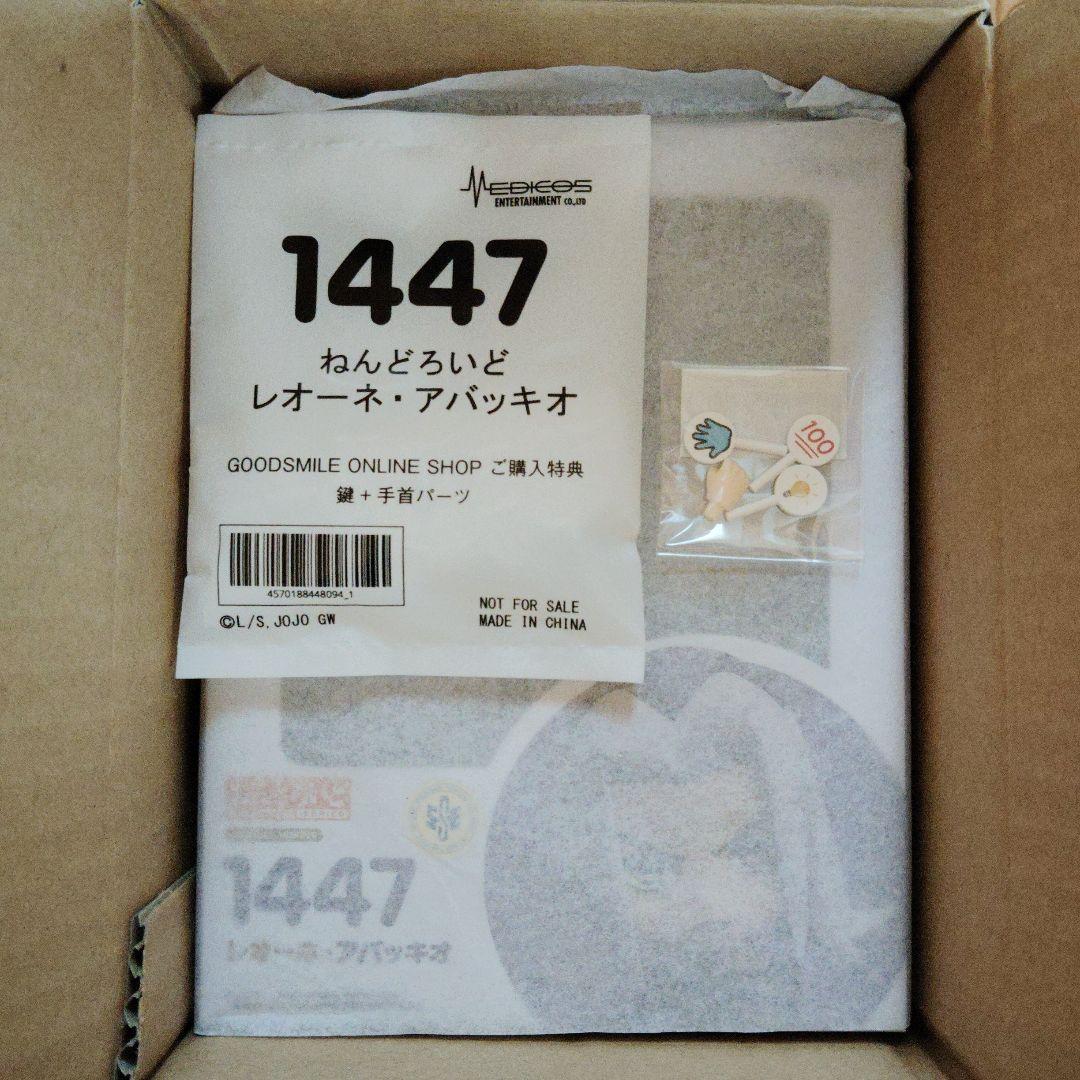 MEDICOS
ENTERTAINMENT CO.,LTD
1447
ねんどろいど
レオーネ・アバッキオ
GOODSMILE ONLINE SHOP ご購入特典
鍵+手首パーツ
4570188448094_1
©L/S, JOJO GW
NOT FOR SALE
MADE IN CHINA
100
1447
レオーネ・アバッキオ